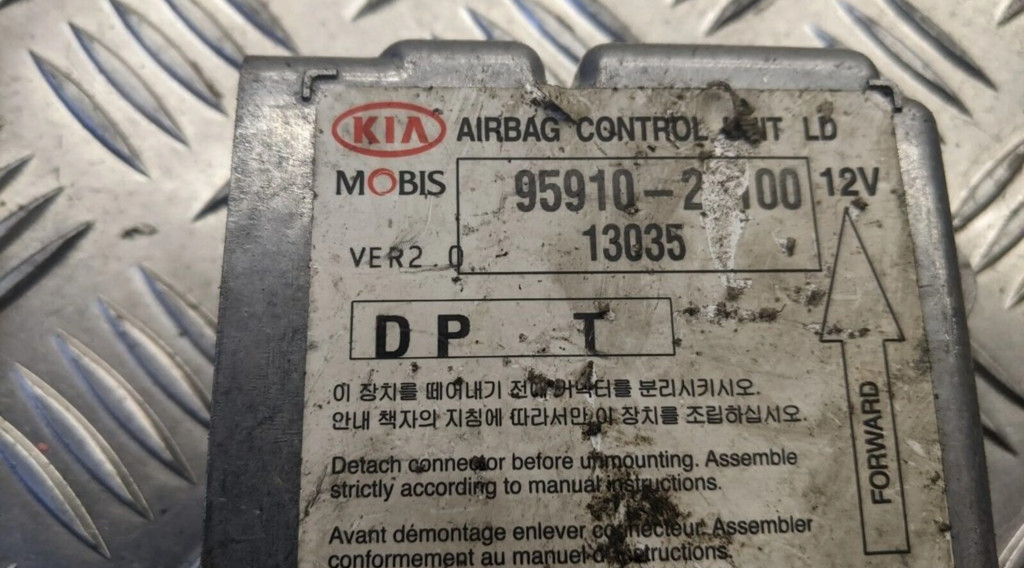 KIA AIRBAG CONTROL LD
MOBIS
95910-2 100 12V
13035
VER2.0
D P T
이 장치를 떼어내기 전에 커넥터를 분리시키시오.
안내 책자의 지침에 따라서만 이 장치를 조립하십시오.
Detach connector before unmounting. Assemble
strictly according to manual instructions.
Avant démontage enlever connecteur. Assembler
conformement au manuel instructions.
FORWARD